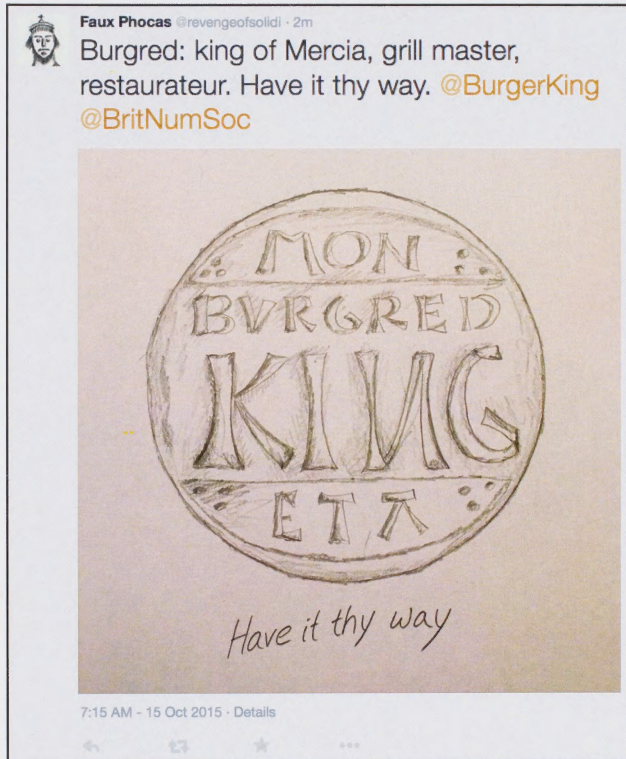 Faux Phocas @revengeofsolidi · 2m
Burgred: king of Mercia, grill master,
restaurateur. Have it thy way. @BurgerKing
@BritNumSoc
MON
BVRGRED
KING
ETA
Have it thy way
7:15 AM - 15 Oct 2015 · Details